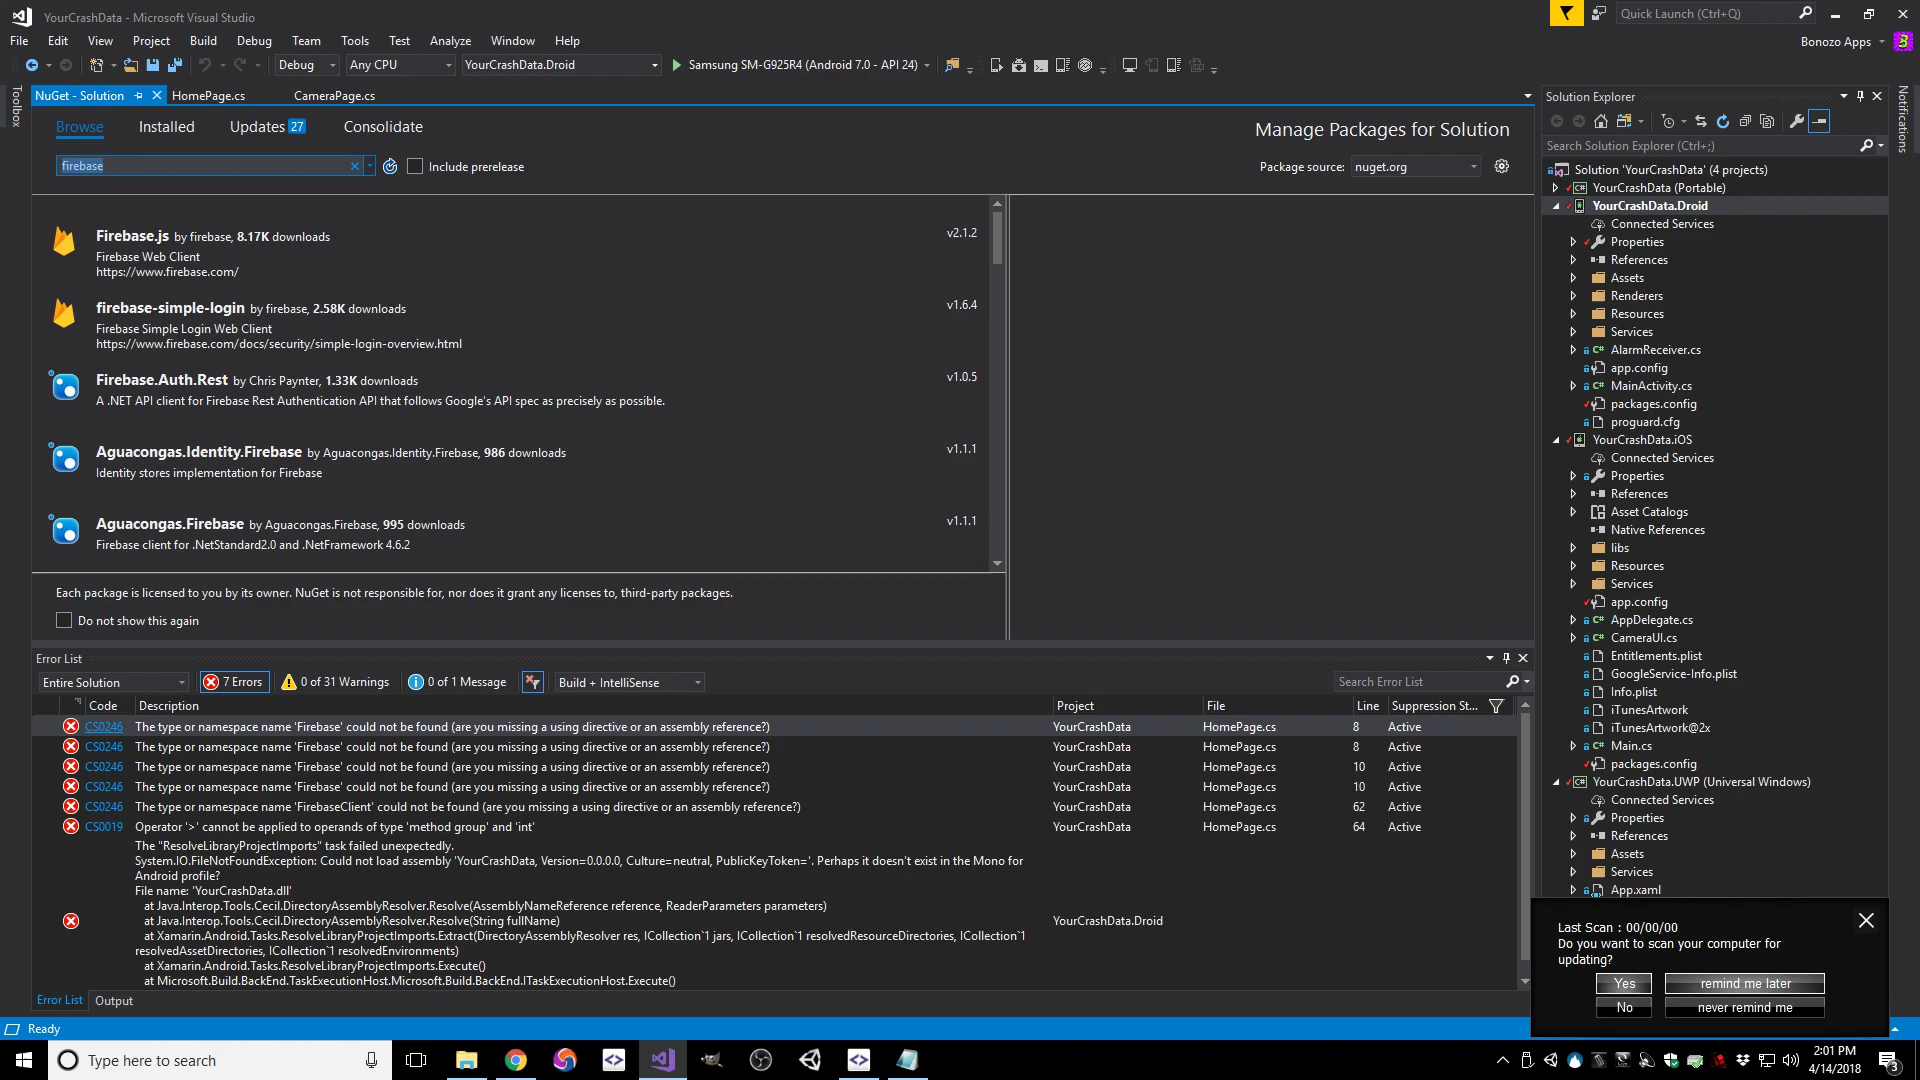 YourCrashData - Microsoft Visual Studio
Quick Launch (Ctrl+Q)
File Edit View Project Build Debug Team Tools Test Analyze Window Help
Bonozo Apps
Debug Any CPU YourCrashData.Droid Samsung SM-G925R4 (Android 7.0 - API 24)
Toolbox
NuGet - Solution HomePage.cs CameraPage.cs
Browse Installed Updates 27 Consolidate
Manage Packages for Solution
firebase
Include prerelease
Package source: nuget.org
Firebase.js by firebase, 8.17K downloads v2.1.2
Firebase Web Client
https://www.firebase.com/
firebase-simple-login by firebase, 2.58K downloads v1.6.4
Firebase Simple Login Web Client
https://www.firebase.com/docs/security/simple-login-overview.html
Firebase.Auth.Rest by Chris Paynter, 1.33K downloads v1.0.5
A .NET API client for Firebase Rest Authentication API that follows Google's API spec as precisely as possible.
Aguacongas.Identity.Firebase by Aguacongas.Identity.Firebase, 986 downloads v1.1.1
Identity stores implementation for Firebase
Aguacongas.Firebase by Aguacongas.Firebase, 995 downloads v1.1.1
Firebase client for .NetStandard2.0 and .NetFramework 4.6.2
Each package is licensed to you by its owner. NuGet is not responsible for, nor does it grant any licenses to, third-party packages.
Do not show this again
Error List
Entire Solution 7 Errors 0 of 31 Warnings 0 of 1 Message Build + IntelliSense Search Error List
Code Description Project File Line Suppression St...
CS0246 The type or namespace name 'Firebase' could not be found (are you missing a using directive or an assembly reference?) YourCrashData HomePage.cs 8 Active
CS0246 The type or namespace name 'Firebase' could not be found (are you missing a using directive or an assembly reference?) YourCrashData HomePage.cs 8 Active
CS0246 The type or namespace name 'Firebase' could not be found (are you missing a using directive or an assembly reference?) YourCrashData HomePage.cs 10 Active
CS0246 The type or namespace name 'Firebase' could not be found (are you missing a using directive or an assembly reference?) YourCrashData HomePage.cs 10 Active
CS0246 The type or namespace name 'FirebaseClient' could not be found (are you missing a using directive or an assembly reference?) YourCrashData HomePage.cs 62 Active
CS0019 Operator '>' cannot be applied to operands of type 'method group' and 'int' YourCrashData HomePage.cs 64 Active
The "ResolveLibraryProjectImports" task failed unexpectedly.
System.IO.FileNotFoundException: Could not load assembly 'YourCrashData, Version=0.0.0.0, Culture=neutral, PublicKeyToken='. Perhaps it doesn't exist in the Mono for
Android profile?
File name: 'YourCrashData.dll'
at Java.Interop.Tools.Cecil.DirectoryAssemblyResolver.Resolve(AssemblyNameReference reference, ReaderParameters parameters)
at Java.Interop.Tools.Cecil.DirectoryAssemblyResolver.Resolve(String fullName) YourCrashData.Droid
at Xamarin.Android.Tasks.ResolveLibraryProjectImports.Extract(DirectoryAssemblyResolver res, ICollection`1 jars, ICollection`1 resolvedResourceDirectories, ICollection`1
resolvedAssetDirectories, ICollection`1 resolvedEnvironments)
at Xamarin.Android.Tasks.ResolveLibraryProjectImports.Execute()
at Microsoft.Build.BackEnd.TaskExecutionHost.Microsoft.Build.BackEnd.ITaskExecutionHost.Execute()
Error List Output
Ready
Solution Explorer
Search Solution Explorer (Ctrl+;)
Solution 'YourCrashData' (4 projects)
YourCrashData (Portable)
YourCrashData.Droid
Connected Services
Properties
References
Assets
Renderers
Resources
Services
AlarmReceiver.cs
app.config
MainActivity.cs
packages.config
proguard.cfg
YourCrashData.iOS
Connected Services
Properties
References
Asset Catalogs
Native References
libs
Resources
Services
app.config
AppDelegate.cs
CameraUI.cs
Entitlements.plist
GoogleService-Info.plist
Info.plist
iTunesArtwork
iTunesArtwork@2x
Main.cs
packages.config
YourCrashData.UWP (Universal Windows)
Connected Services
Properties
References
Assets
Services
App.xaml
Notifications
Last Scan : 00/00/00
Do you want to scan your computer for
updating?
Yes remind me later
No never remind me
Type here to search
2:01 PM
4/14/2018
3